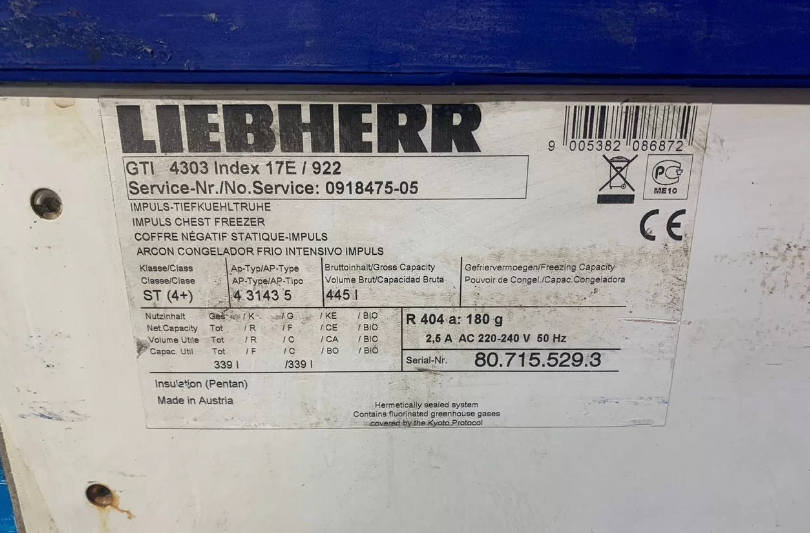 LIEBHERR
9 005382 086872
GTI 4303 Index 17E / 922
Service-Nr./No.Service: 0918475-05
PC
ME10
CE
IMPULS-TIEFKUEHLTRUHE
IMPULS CHEST FREEZER
COFFRE NÉGATIF STATIQUE-IMPULS
ARCON CONGELADOR FRIO INTENSIVO IMPULS
Klasse/Class Ap-Typ/AP-Type Bruttoinhalt/Gross Capacity Gefriervermoegen/Freezing Capacity
Classe/Clase AP-Type/AP-Tipo Volume Brut/Capacidad Bruta Pouvoir de Congel./Capac.Congeladora
ST (4+) 4 3143 5 445 l
Nutzinhalt Ges / K / G / KE / BIO
Net.Capacity Tot / R / F / CE / BIO
Volume Utile Tot / R / C / CA / BIO
Capac. Util Tot / F / C / BO / BIO
339 l /339 l
R 404 a: 180 g
2,5 A AC 220-240 V 50 Hz
Serial-Nr. 80.715.529.3
Insulation (Pentan)
Made in Austria
Hermetically sealed system
Contains fluorinated greenhouse gases
covered by the Kyoto Protocol